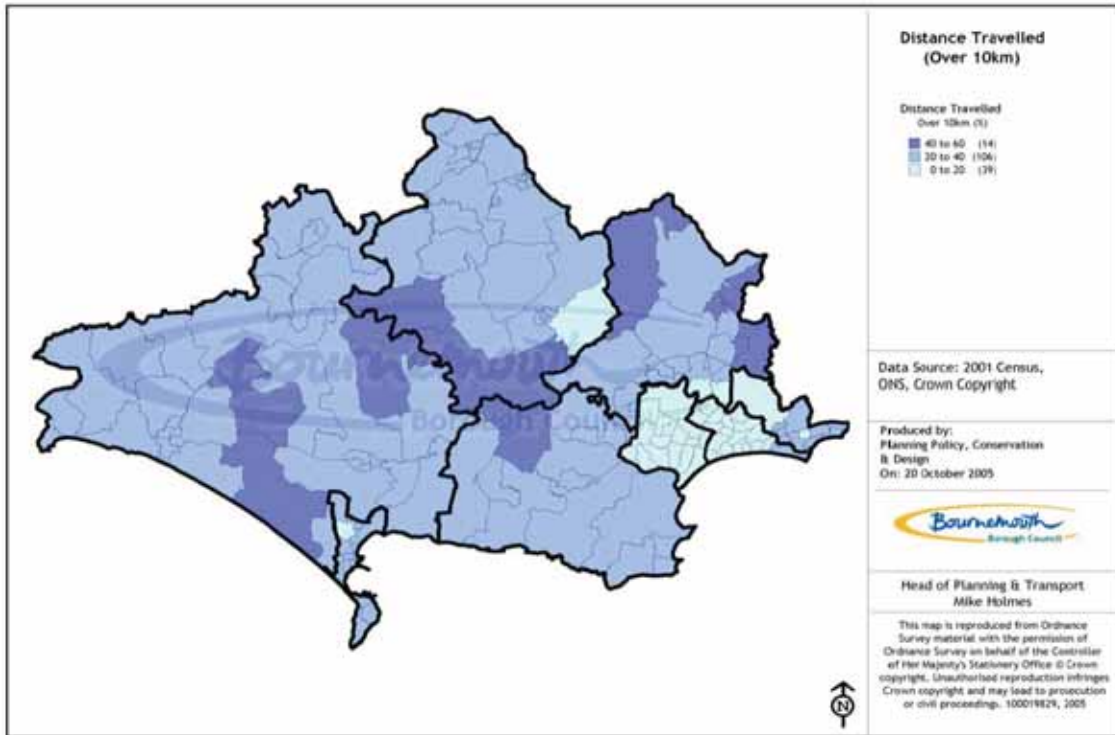 Distance Travelled
(Over 10km)
Distance Travelled
Over 10km (%)
40 to 60 (14)
20 to 40 (106)
0 to 20 (39)
Bournemouth
Borough Council
Data Source: 2001 Census,
ONS, Crown Copyright
Produced by:
Planning Policy, Conservation
& Design
On: 20 October 2005
Bournemouth
Borough Council
Head of Planning & Transport
Mike Holmes
This map is reproduced from Ordnance
Survey material with the permission of
Ordnance Survey on behalf of the Controller
of Her Majesty's Stationery Office © Crown
copyright. Unauthorised reproduction infringes
Crown copyright and may lead to prosecution
or civil proceedings. 100019829, 2005
N